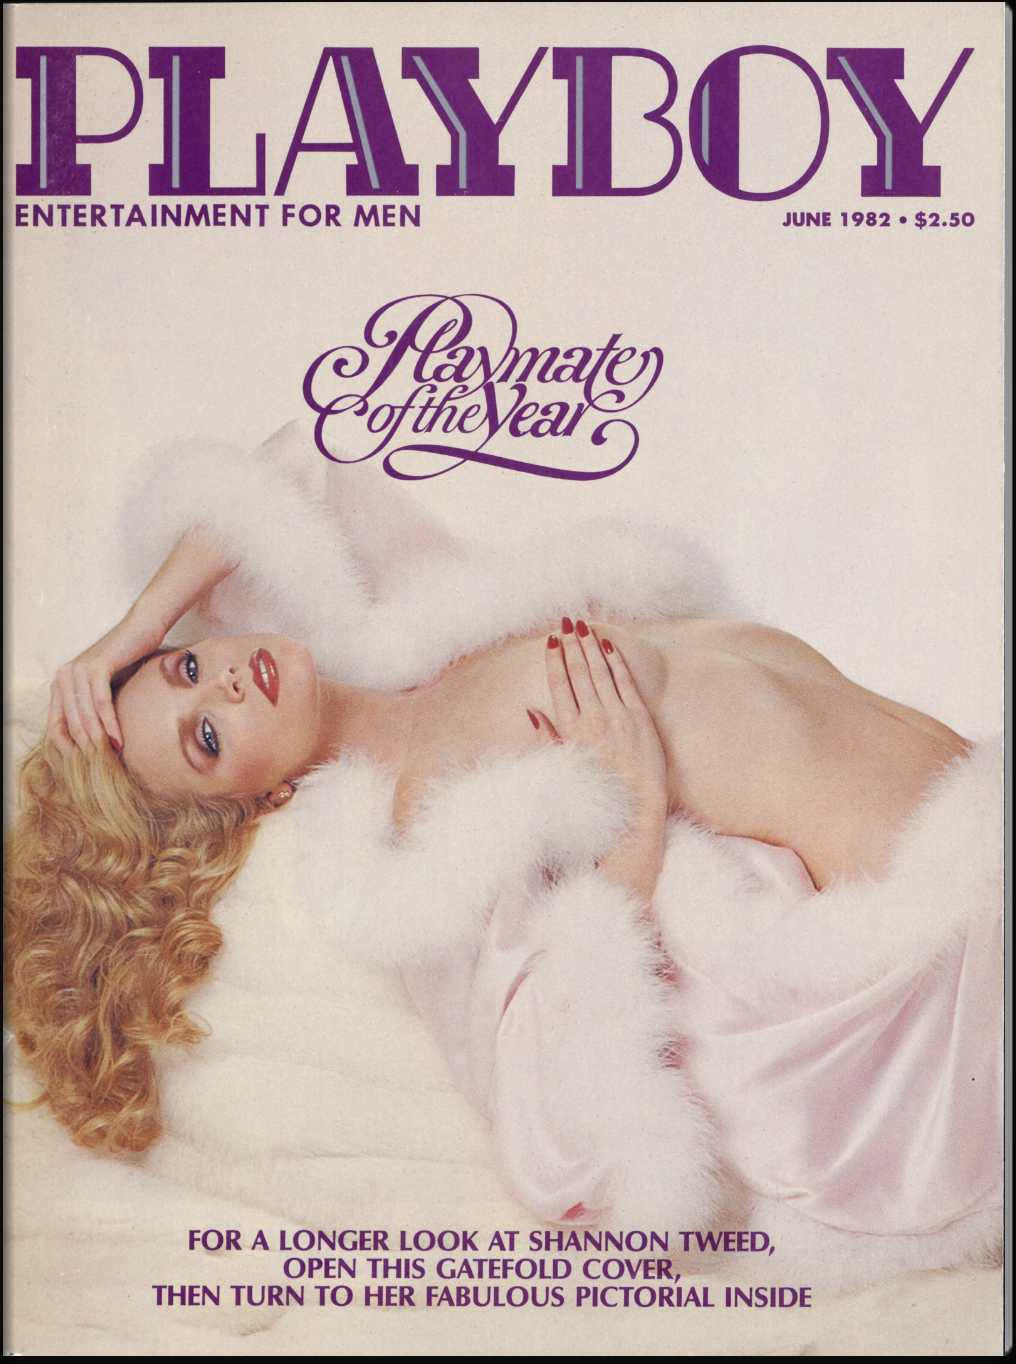 PLAYBOY
ENTERTAINMENT FOR MEN
JUNE 1982 • $2.50
Playmate
of the Year
FOR A LONGER LOOK AT SHANNON TWEED,
OPEN THIS GATEFOLD COVER,
THEN TURN TO HER FABULOUS PICTORIAL INSIDE